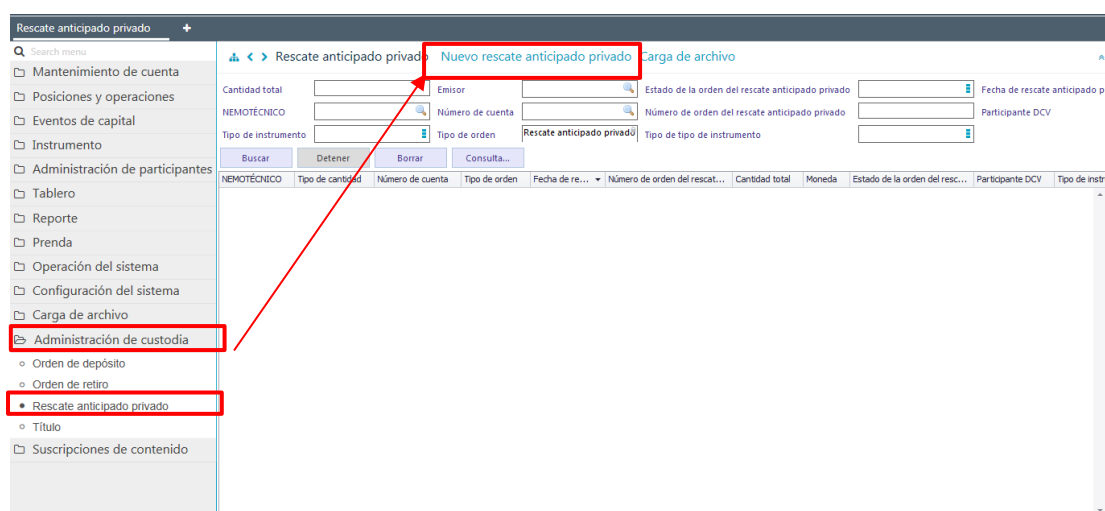 Rescate anticipado privado +
Search menu
Mantenimiento de cuenta
Posiciones y operaciones
Eventos de capital
Instrumento
Administración de participantes
Tablero
Reporte
Prenda
Operación del sistema
Configuración del sistema
Carga de archivo
Administración de custodia
Orden de depósito
Orden de retiro
Rescate anticipado privado
Título
Suscripciones de contenido
Rescate anticipado privado Nuevo rescate anticipado privado Carga de archivo
Cantidad total Emisor Estado de la orden del rescate anticipado privado Fecha de rescate anticipado p
NEMOTÉCNICO Número de cuenta Número de orden del rescate anticipado privado Participante DCV
Tipo de instrumento Tipo de orden Rescate anticipado privado Tipo de tipo de instrumento
Buscar Detener Borrar Consulta...
NEMOTÉCNICO Tipo de cantidad Número de cuenta Tipo de orden Fecha de re... Número de orden del rescat... Cantidad total Moneda Estado de la orden del resc... Participante DCV Tipo de instr